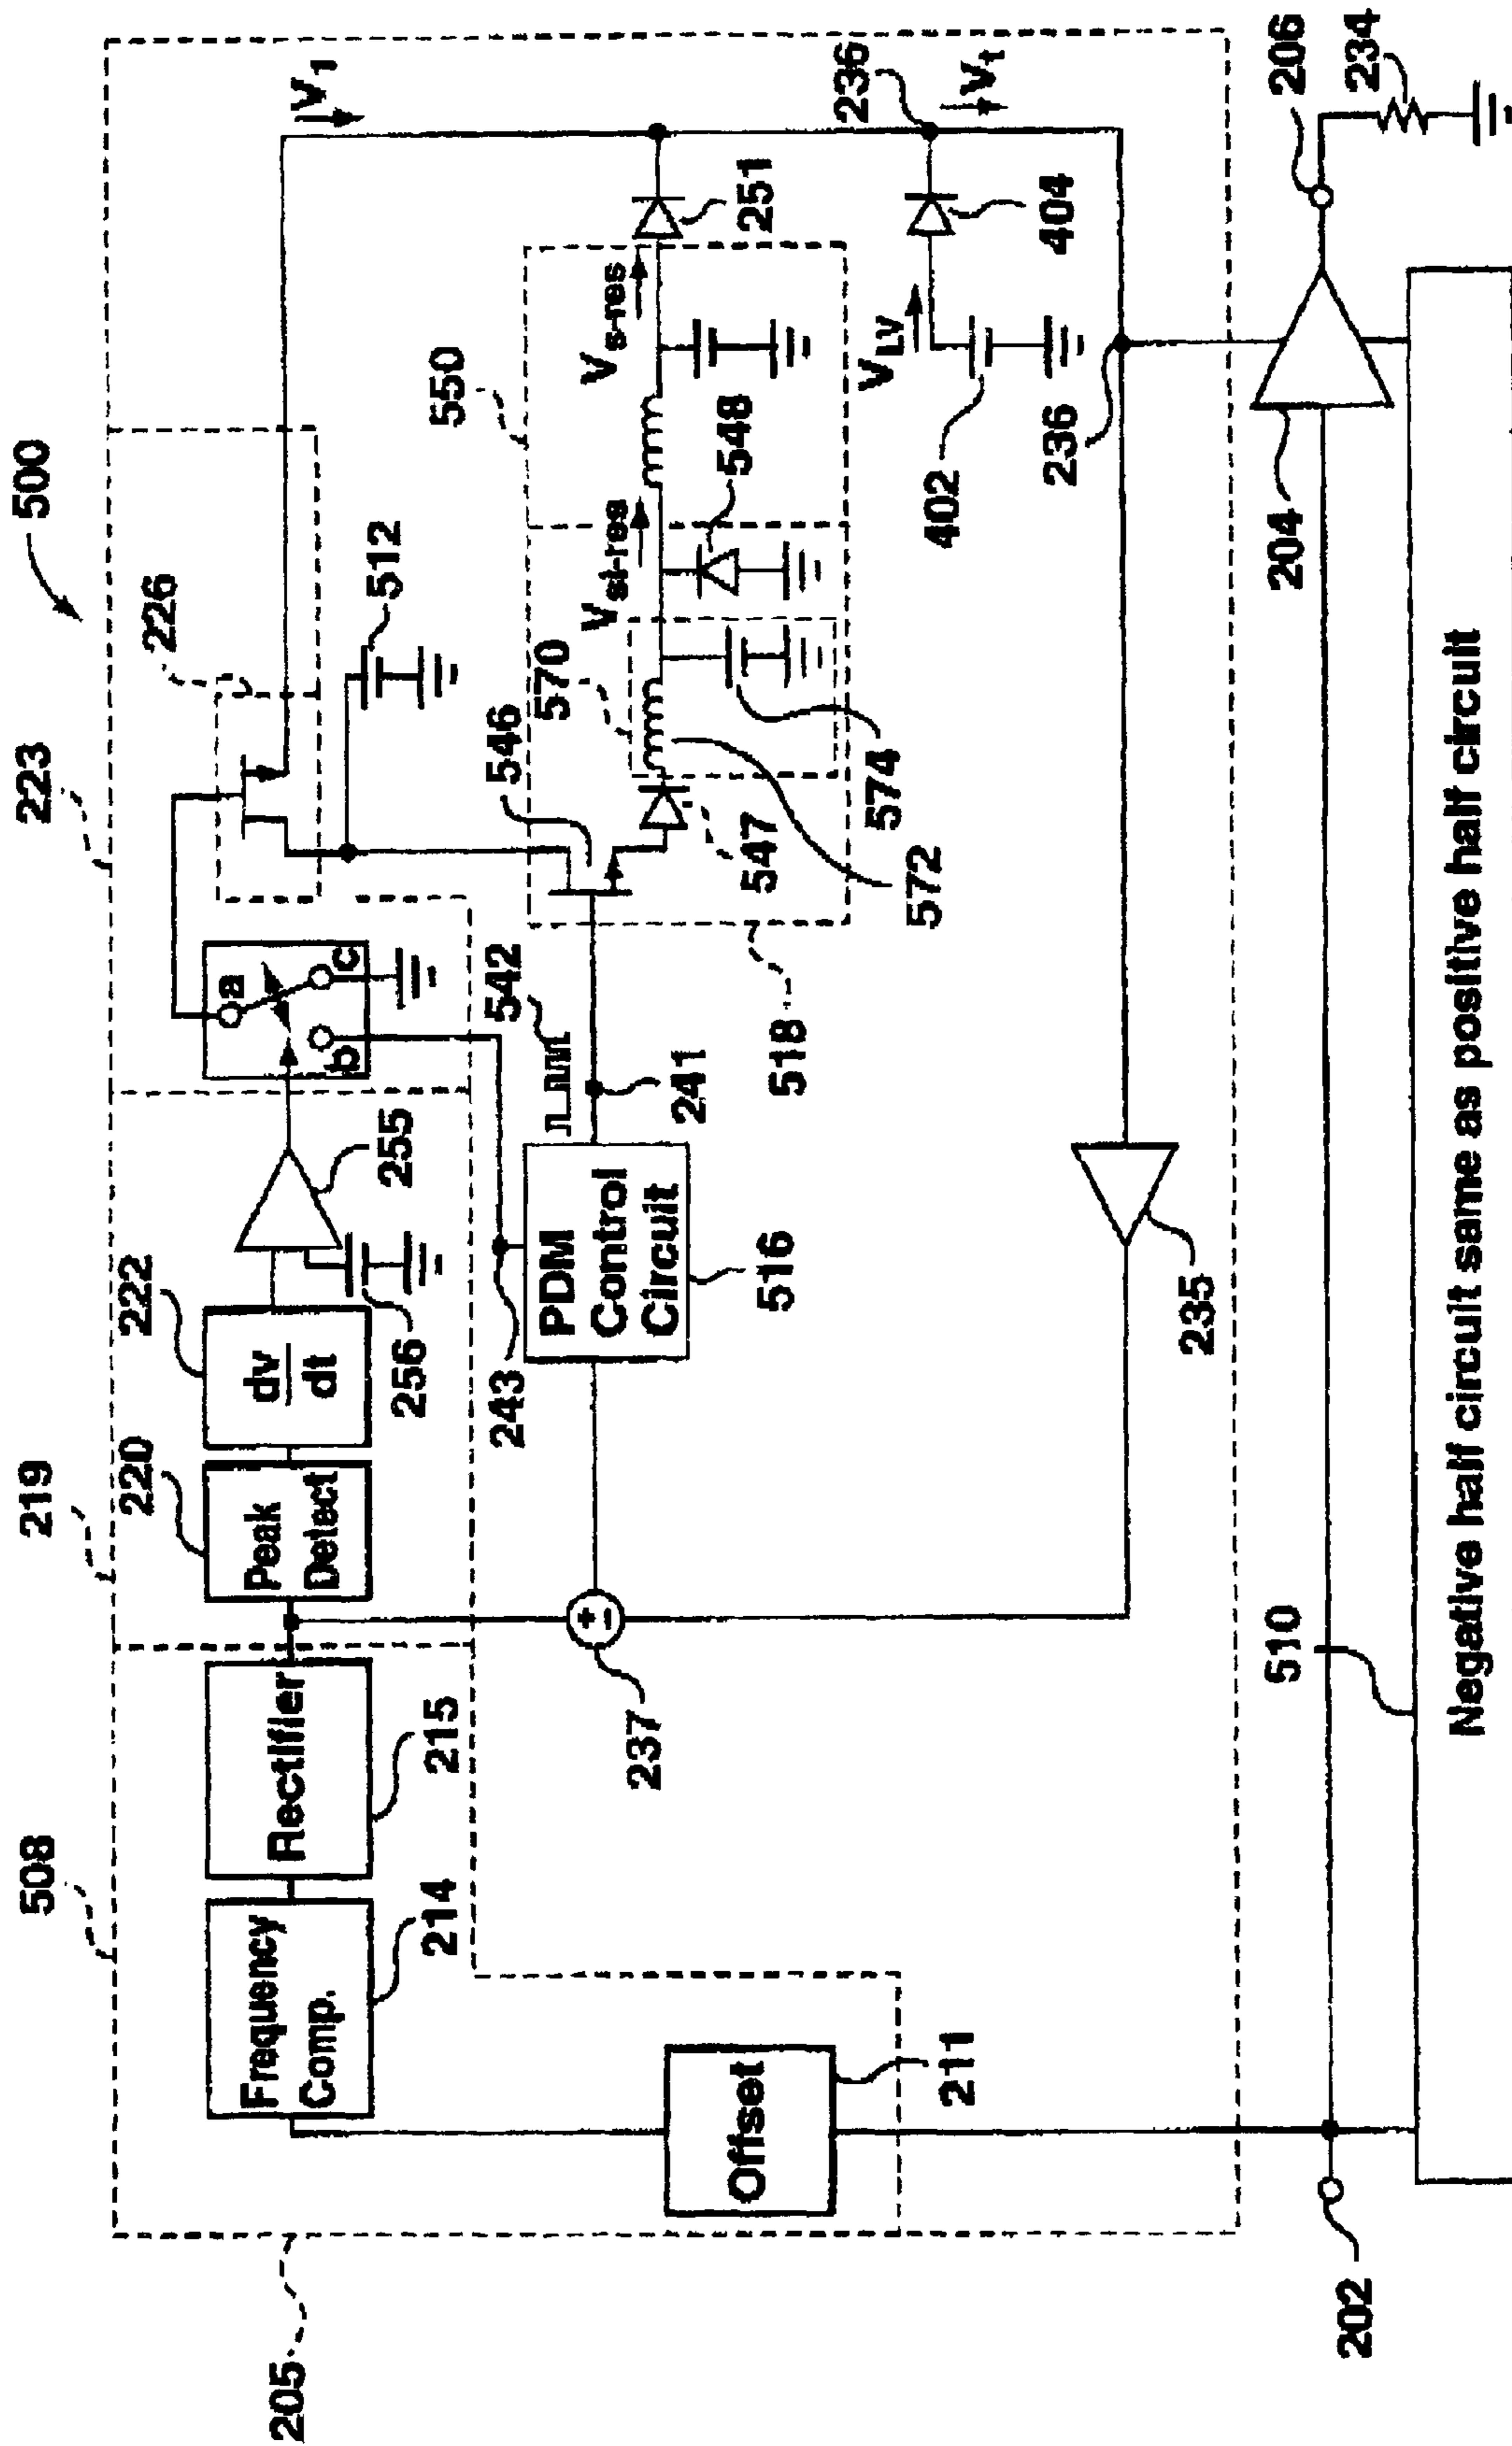 500
205
508
219
223
226
Frequency
Comp.
214
Rectifier
215
Peak
Detect
220
dv
dt
222
255
256
a
b
c
512
V1
Offset
211
237
243
PDM
Control
Circuit
516
542
241
518
546
547
570
572
574
Vsi-res
548
550
Vs-res
251
VLV
402
404
236
Vt
236
235
202
510
204
206
234
Negative half circuit same as positive half circuit